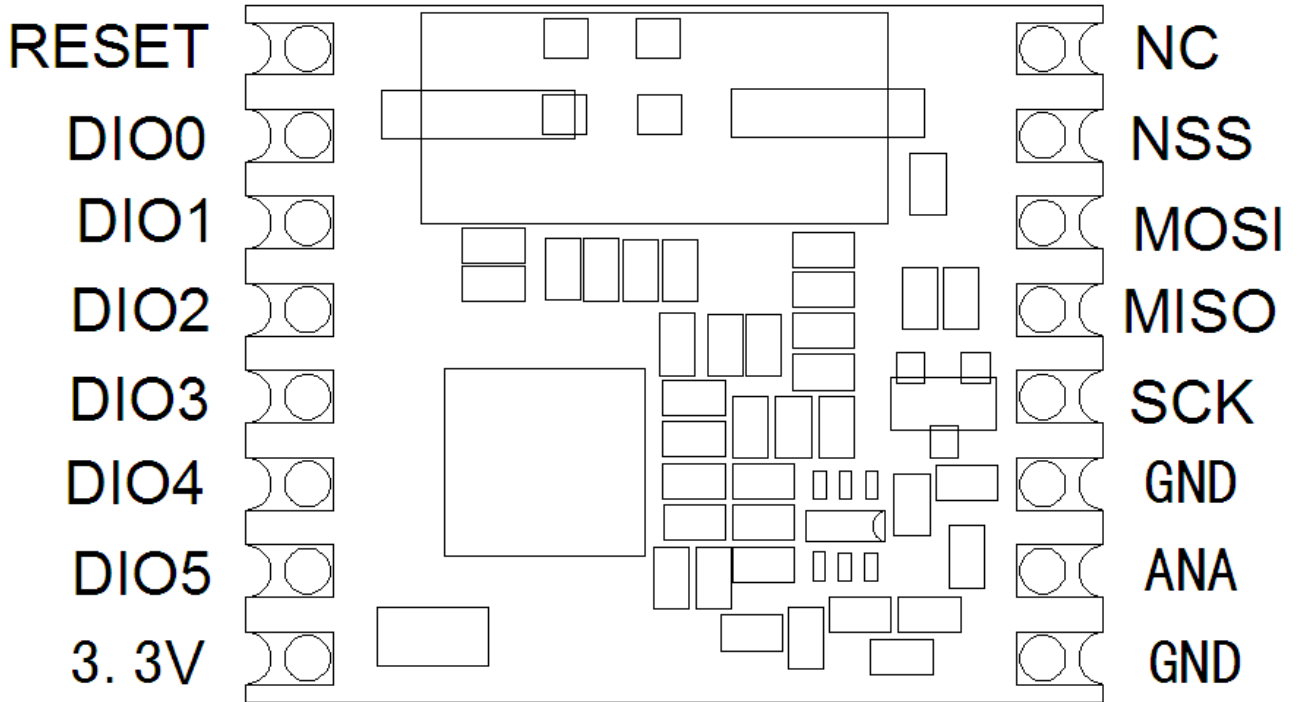 RESET
NC
DIO0
NSS
DIO1
MOSI
DIO2
MISO
DIO3
SCK
DIO4
GND
DIO5
ANA
3. 3V
GND